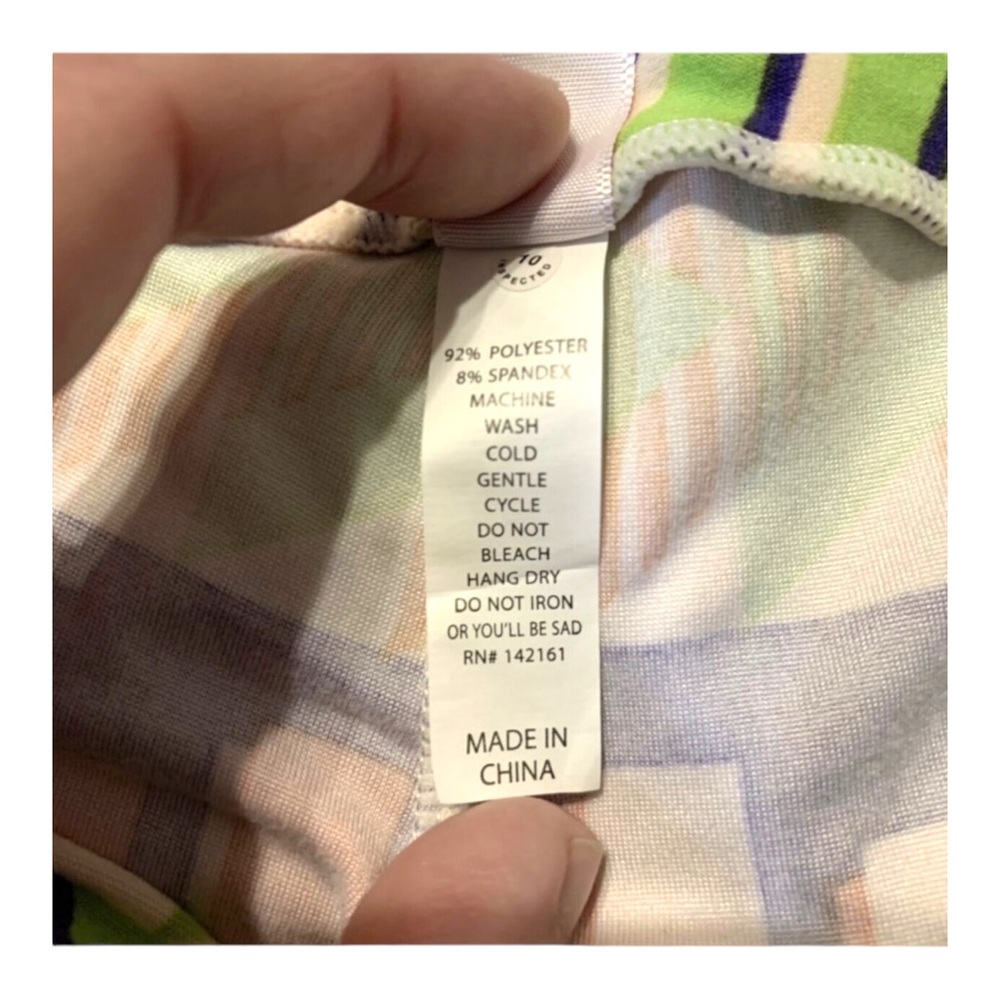 10
92% POLYESTER
8% SPANDEX
MACHINE
WASH
COLD
GENTLE
CYCLE
DO NOT
BLEACH
HANG DRY
DO NOT IRON
OR YOU'LL BE SAD
RN# 142161
MADE IN
CHINA